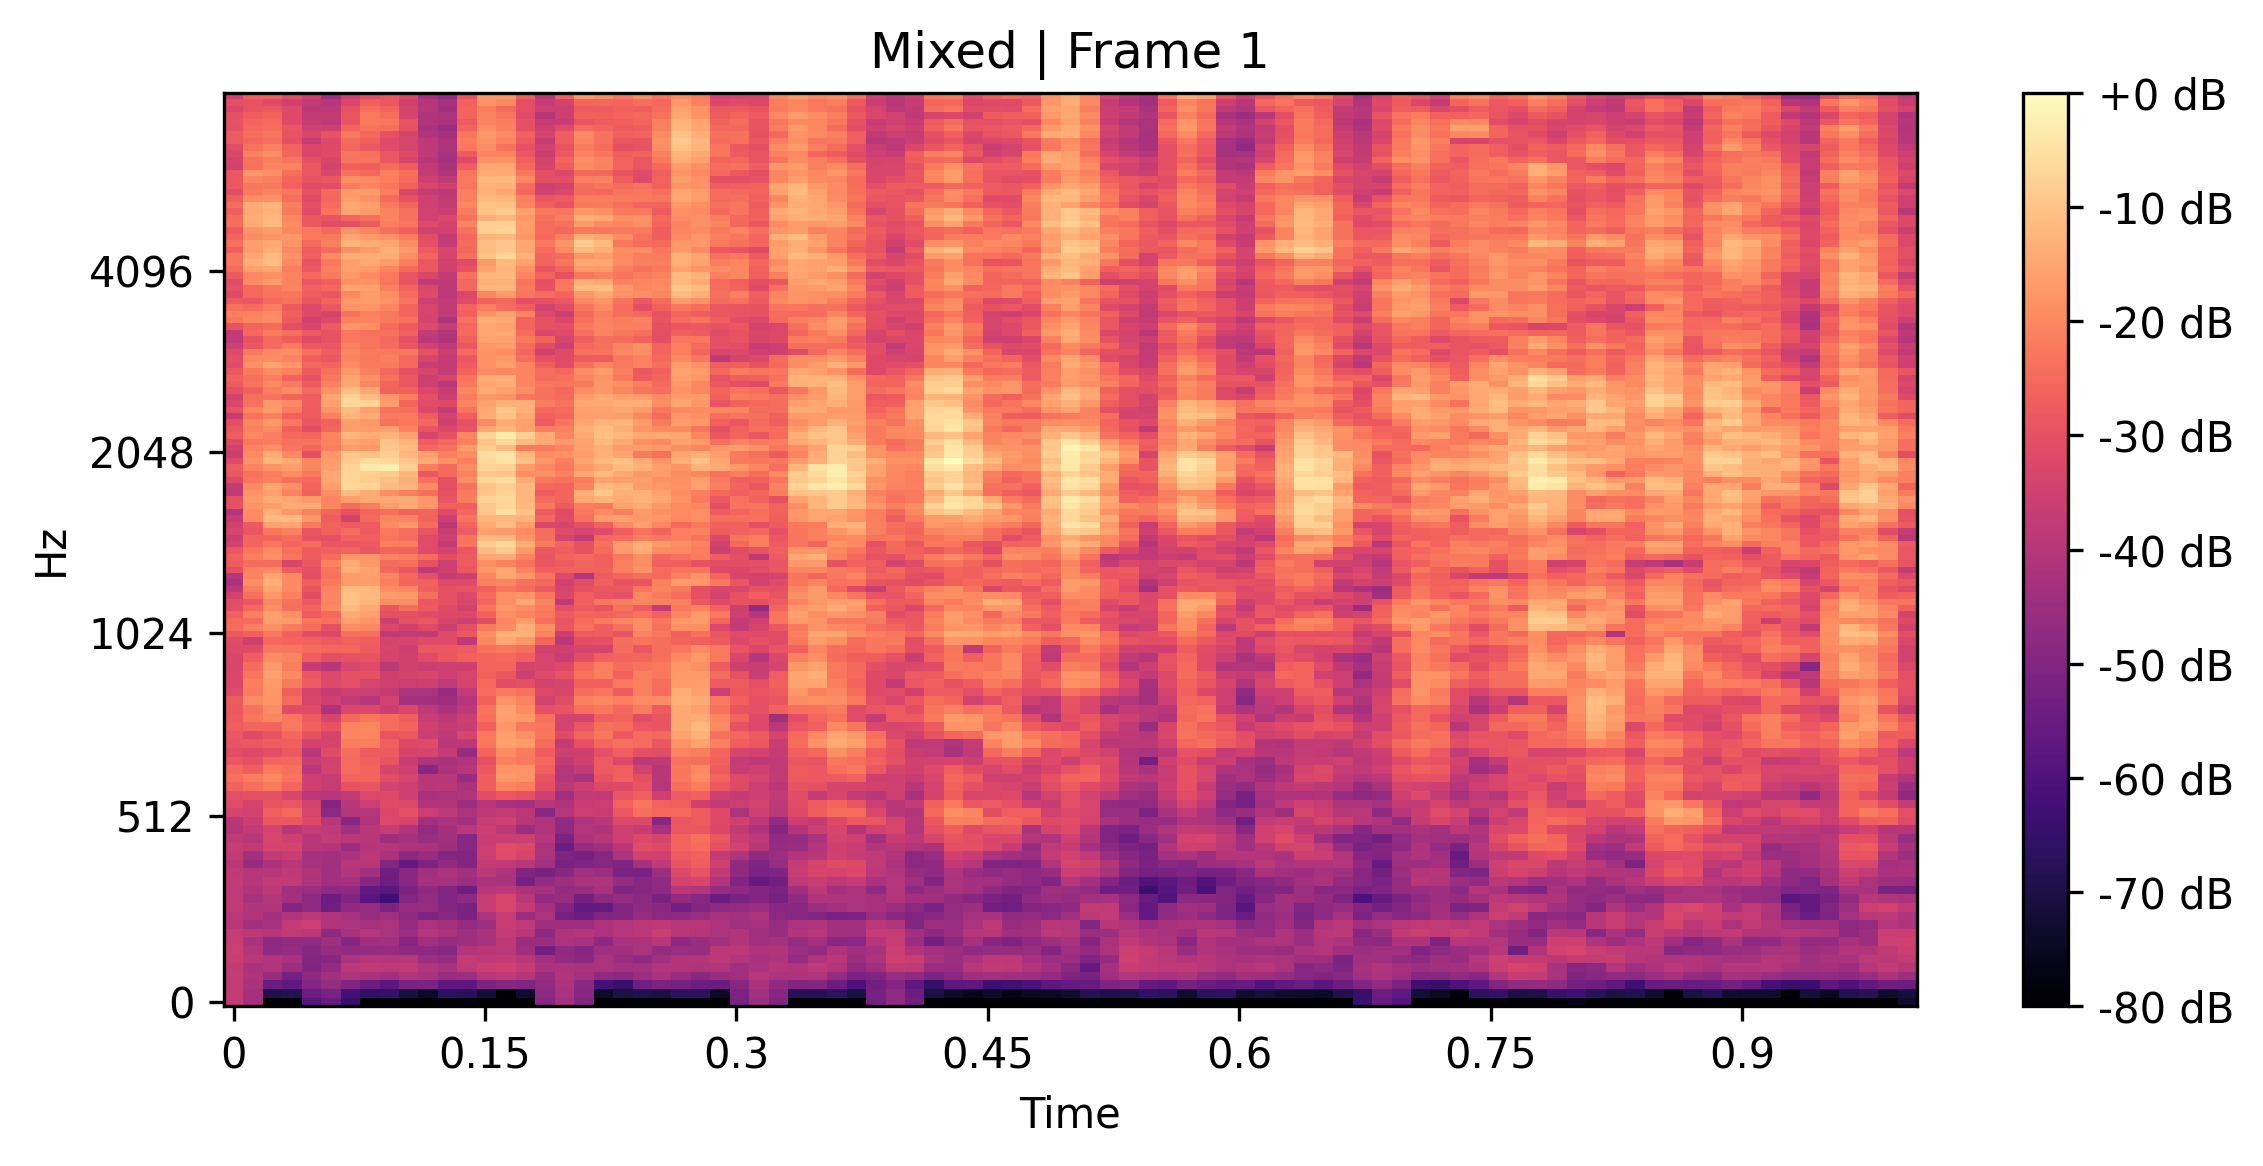 Mixed | Frame 1
Hz
4096
2048
1024
512
0
0 0.15 0.3 0.45 0.6 0.75 0.9
Time
+0 dB
-10 dB
-20 dB
-30 dB
-40 dB
-50 dB
-60 dB
-70 dB
-80 dB